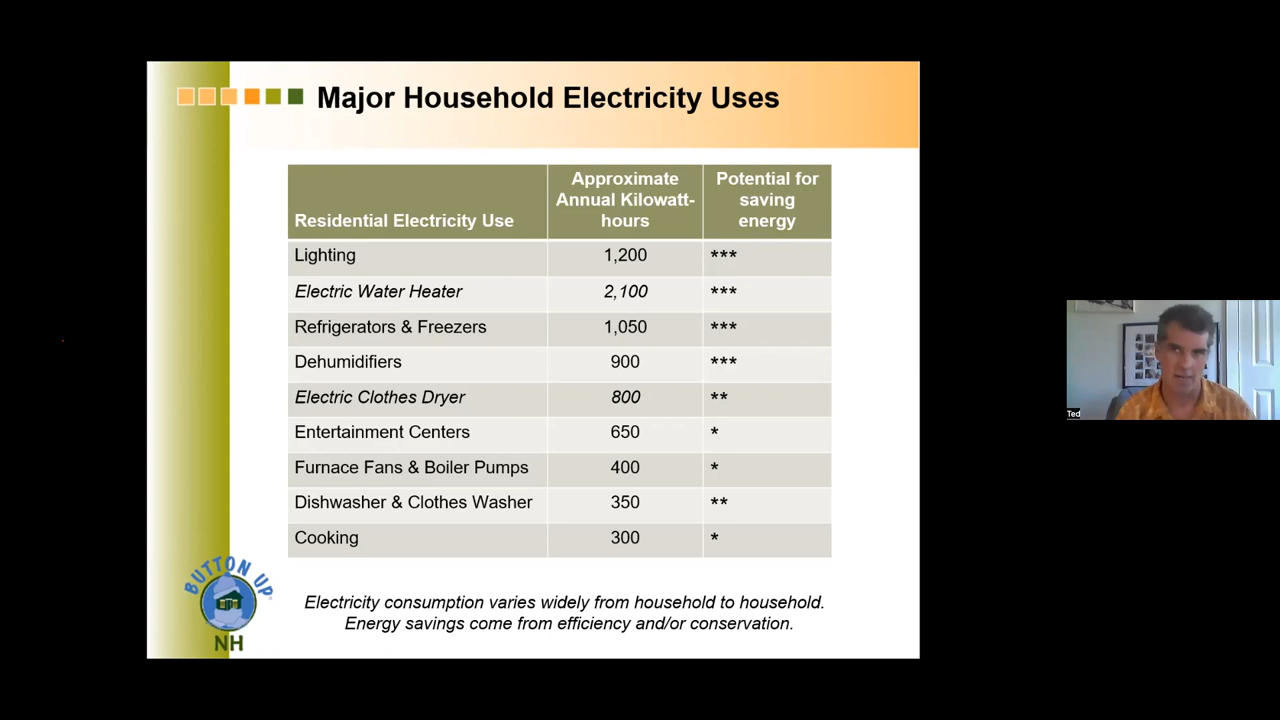 Major Household Electricity Uses
Residential Electricity Use
Approximate
Annual Kilowatt-
hours
Potential for
saving
energy
Lighting 1,200 ***
Electric Water Heater 2,100 ***
Refrigerators & Freezers 1,050 ***
Dehumidifiers 900 ***
Electric Clothes Dryer 800 **
Entertainment Centers 650 *
Furnace Fans & Boiler Pumps 400 *
Dishwasher & Clothes Washer 350 **
Cooking 300 *
BUTTON UP
NH
Electricity consumption varies widely from household to household.
Energy savings come from efficiency and/or conservation.
Ted